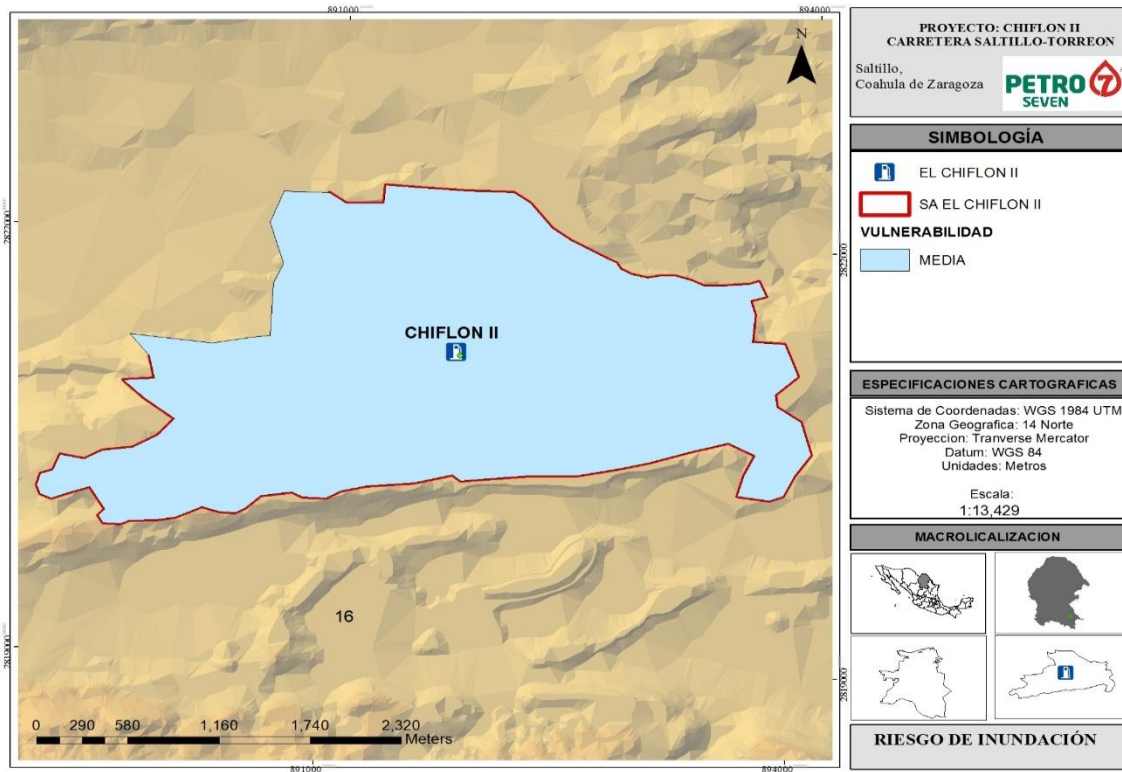 891000
894000
N
2822000
2822000
CHIFLON II
16
2819000
2819000
0 290 580 1,160 1,740 2,320
Meters
891000
894000
PROYECTO: CHIFLON II
CARRETERA SALTILLO-TORREON
Saltillo,
Coahula de Zaragoza
PETRO 7
SEVEN
SIMBOLOGÍA
EL CHIFLON II
SA EL CHIFLON II
VULNERABILIDAD
MEDIA
ESPECIFICACIONES CARTOGRAFICAS
Sistema de Coordenadas: WGS 1984 UTM
Zona Geografica: 14 Norte
Proyeccion: Tranverse Mercator
Datum: WGS 84
Unidades: Metros
Escala:
1:13,429
MACROLICALIZACION
RIESGO DE INUNDACIÓN